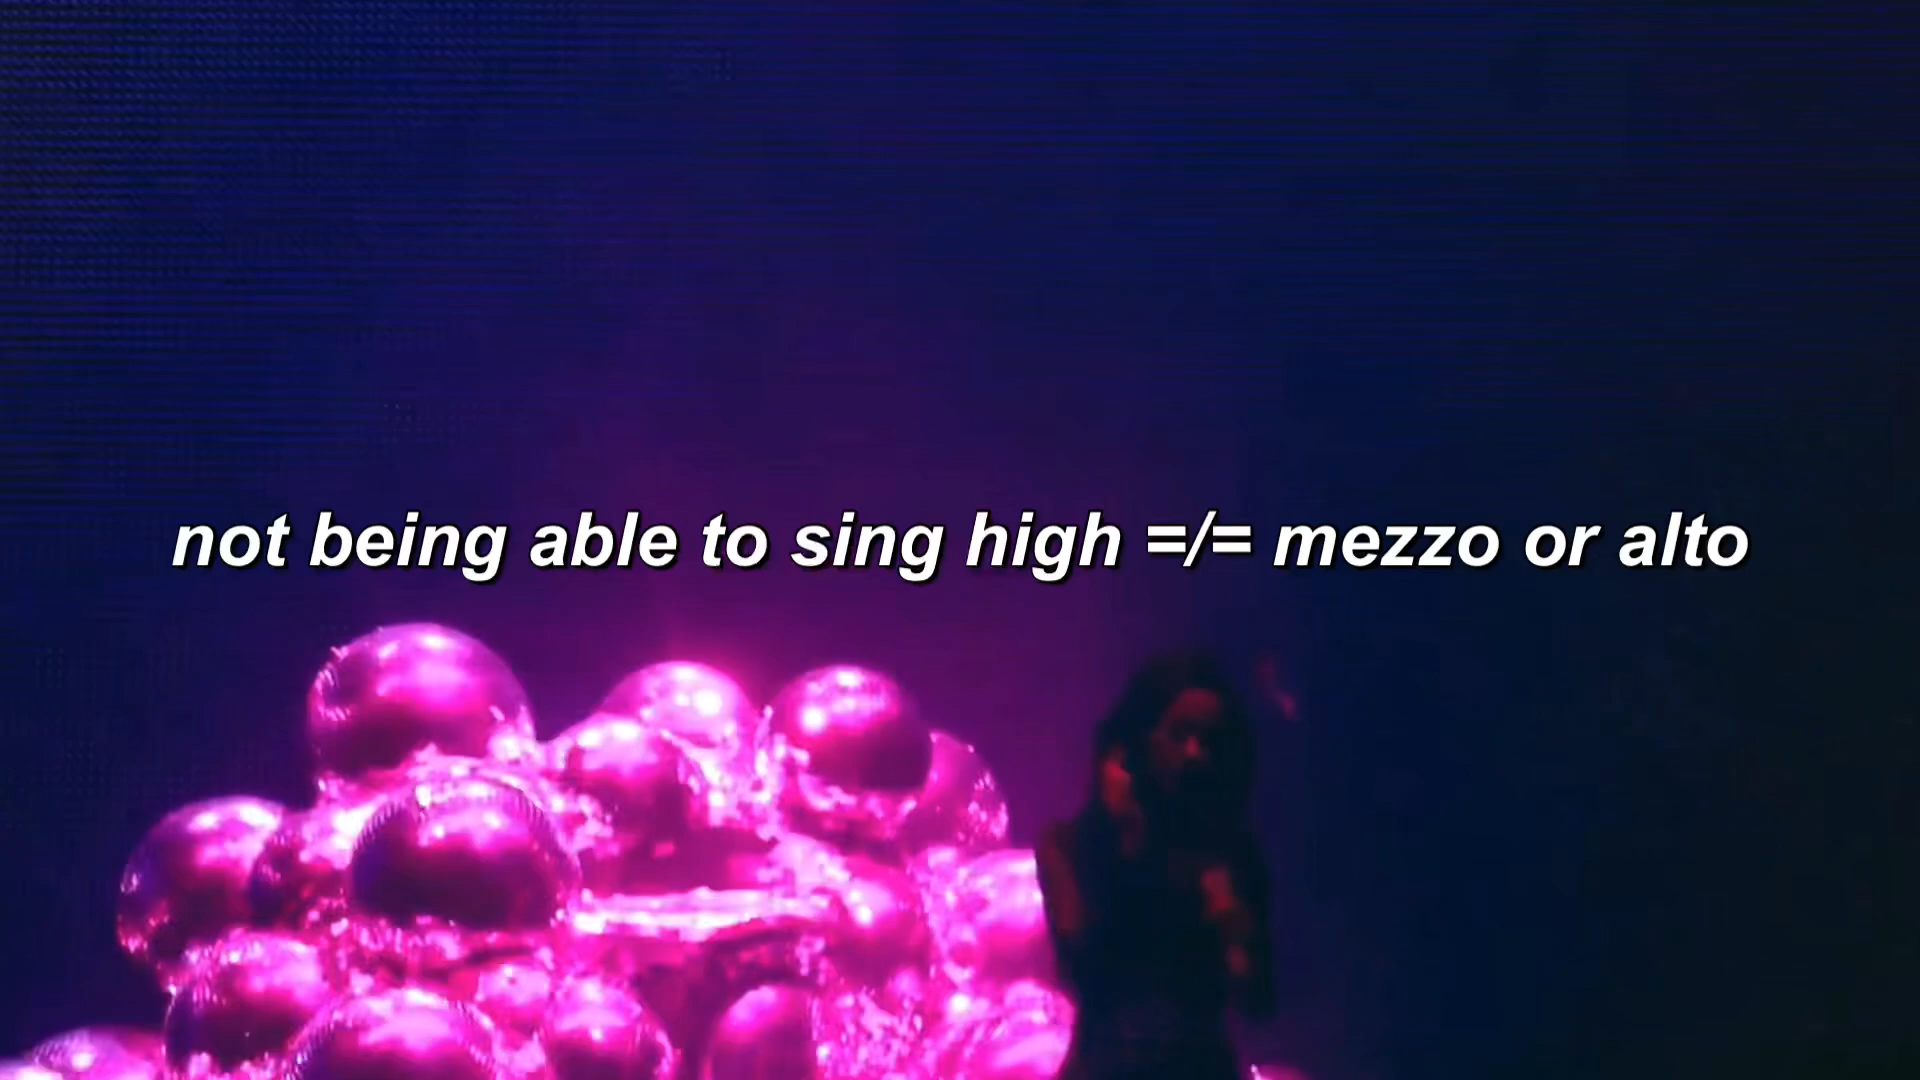 not being able to sing high =/= mezzo or alto